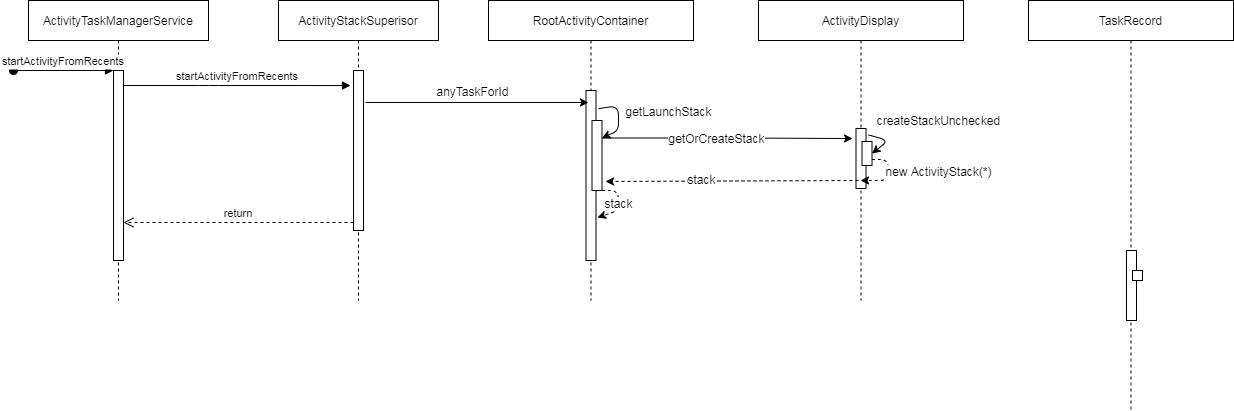 ActivityTaskManagerService
ActivityStackSuperisor
RootActivityContainer
ActivityDisplay
TaskRecord
startActivityFromRecents
startActivityFromRecents
anyTaskForId
getLaunchStack
getOrCreateStack
createStackUnchecked
new ActivityStack(*)
stack
stack
return